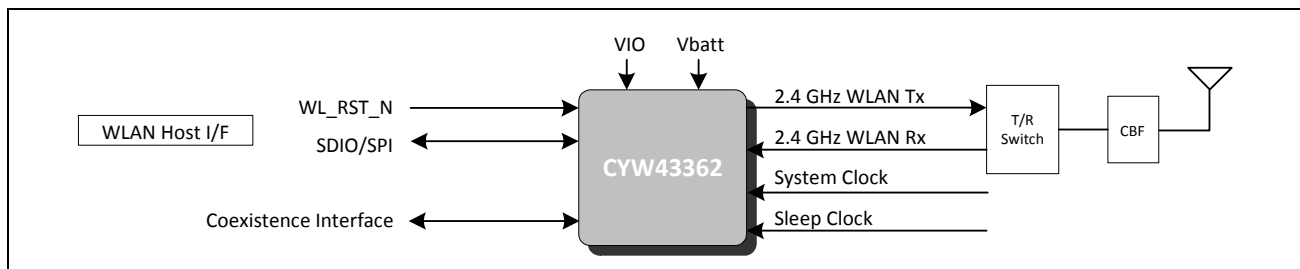 VIO
Vbatt
WL_RST_N
WLAN Host I/F
SDIO/SPI
Coexistence Interface
CYW43362
2.4 GHz WLAN Tx
2.4 GHz WLAN Rx
System Clock
Sleep Clock
T/R
Switch
CBF